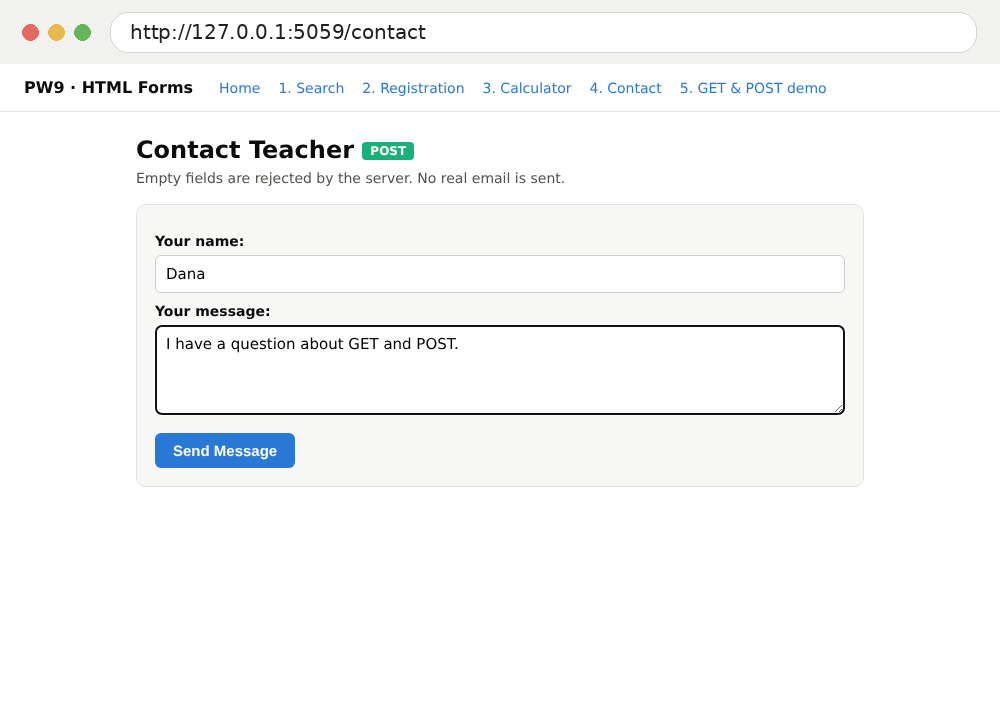 http://127.0.0.1:5059/contact
PW9 · HTML Forms Home 1. Search 2. Registration 3. Calculator 4. Contact 5. GET & POST demo
Contact Teacher POST
Empty fields are rejected by the server. No real email is sent.
Your name:
Dana
Your message:
I have a question about GET and POST.
Send Message